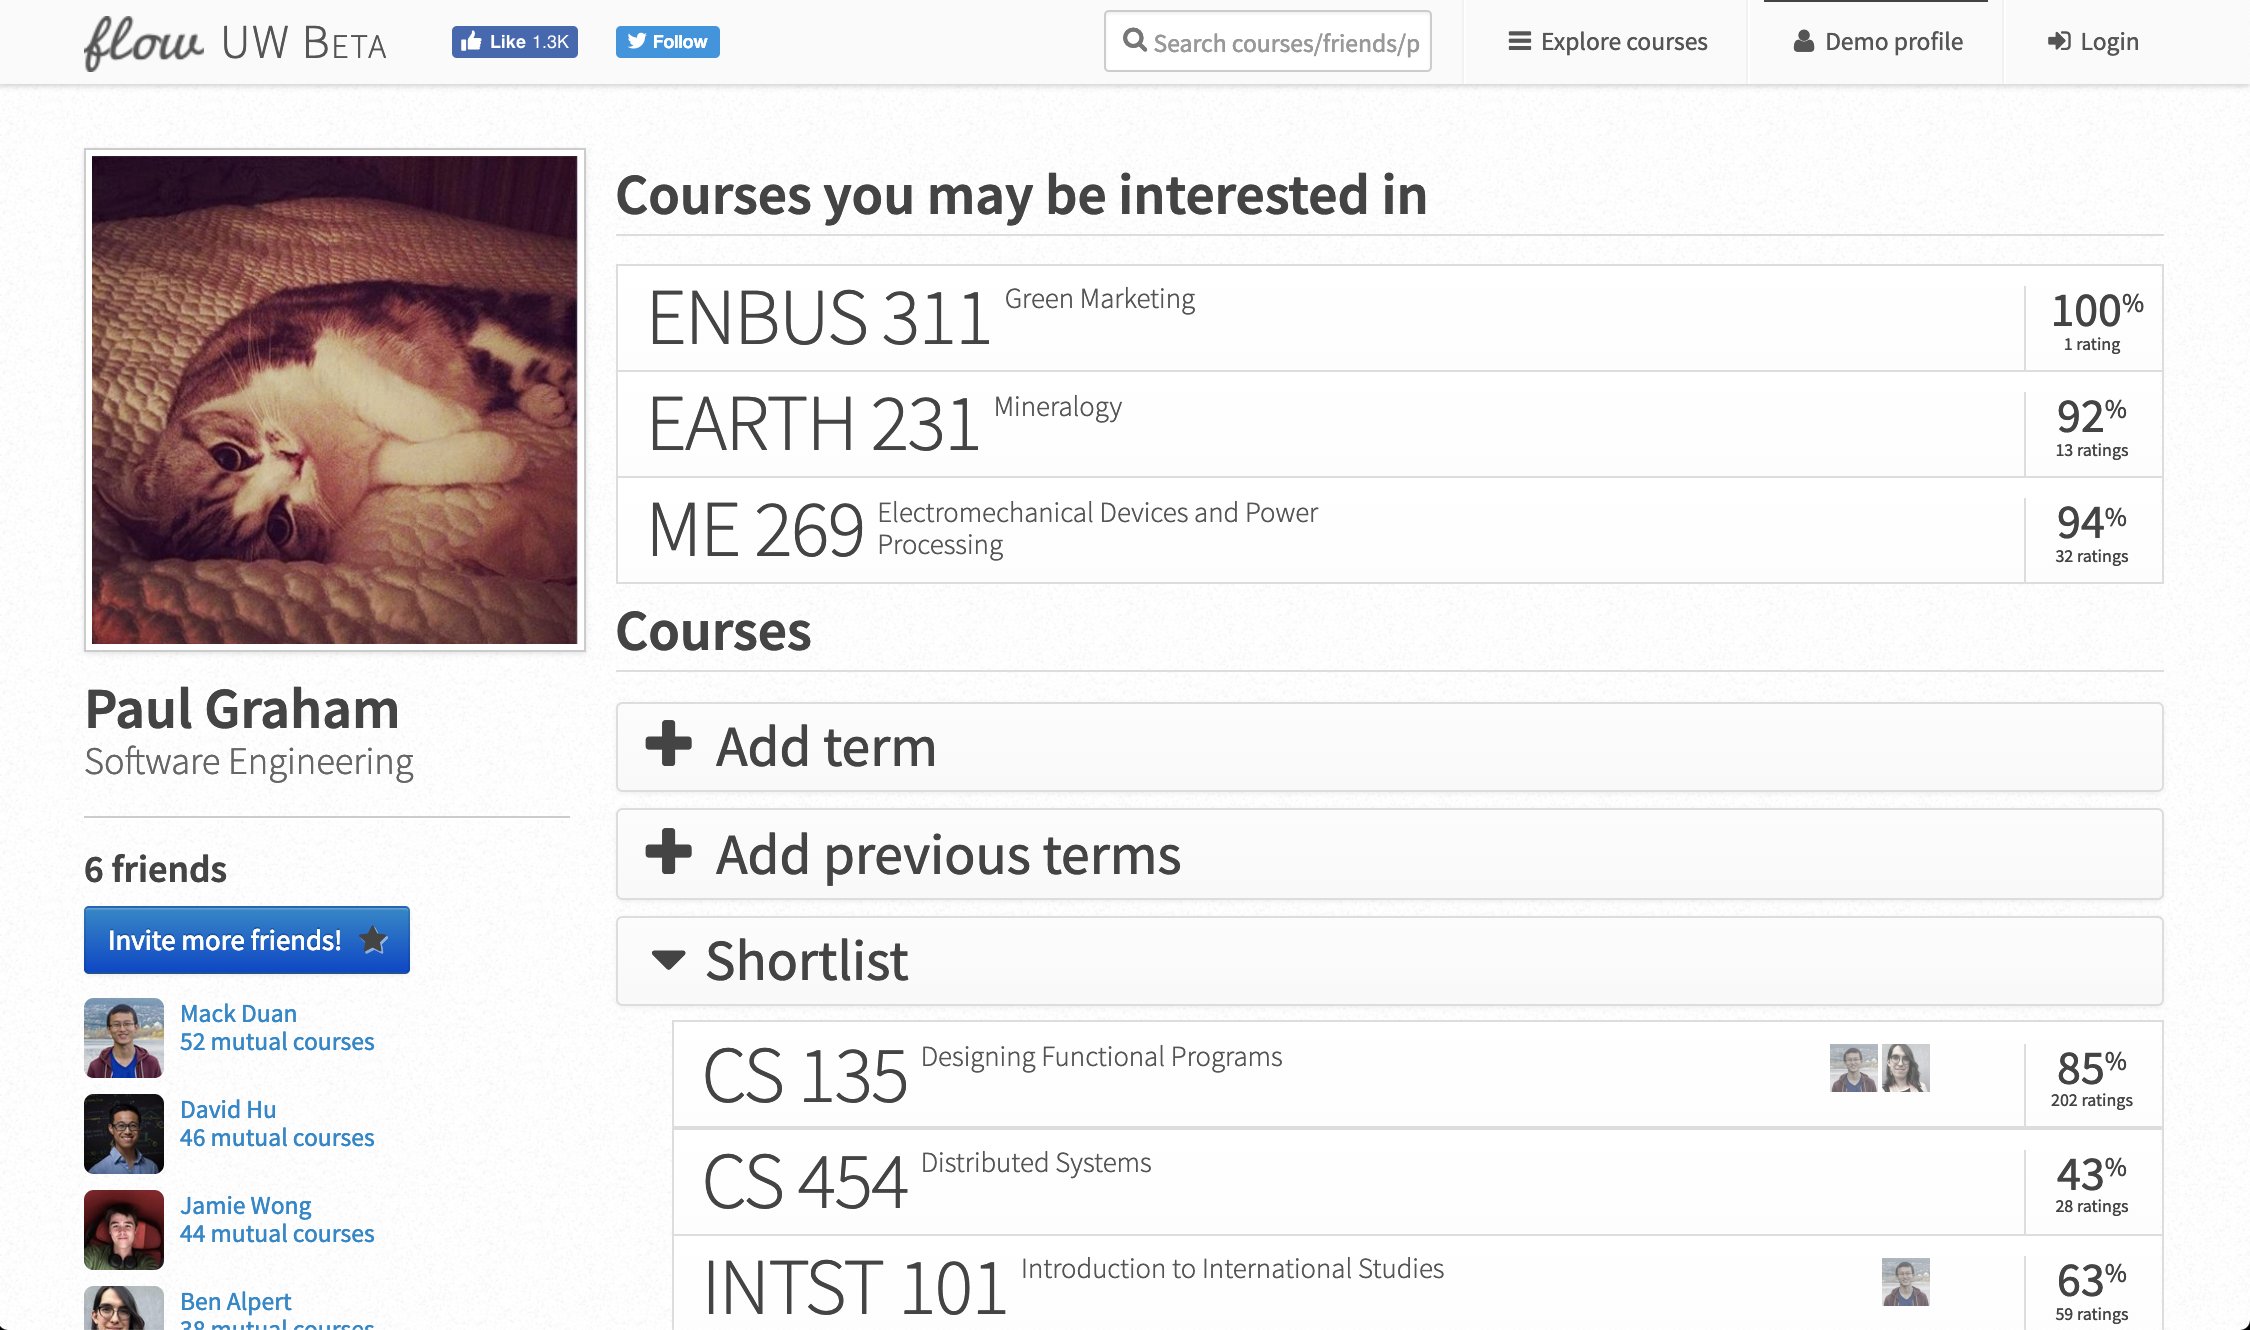 flow UW Beta
Like 1.3K
Follow
Search courses/friends/p
Explore courses
Demo profile
Login
Courses you may be interested in
ENBUS 311 Green Marketing
100%
1 rating
EARTH 231 Mineralogy
92%
13 ratings
ME 269 Electromechanical Devices and Power
Processing
94%
32 ratings
Paul Graham
Software Engineering
6 friends
Invite more friends!
Mack Duan
52 mutual courses
David Hu
46 mutual courses
Jamie Wong
44 mutual courses
Ben Alpert
38 mutual courses
Courses
Add term
Add previous terms
Shortlist
CS 135 Designing Functional Programs
85%
202 ratings
CS 454 Distributed Systems
43%
28 ratings
INTST 101 Introduction to International Studies
63%
59 ratings